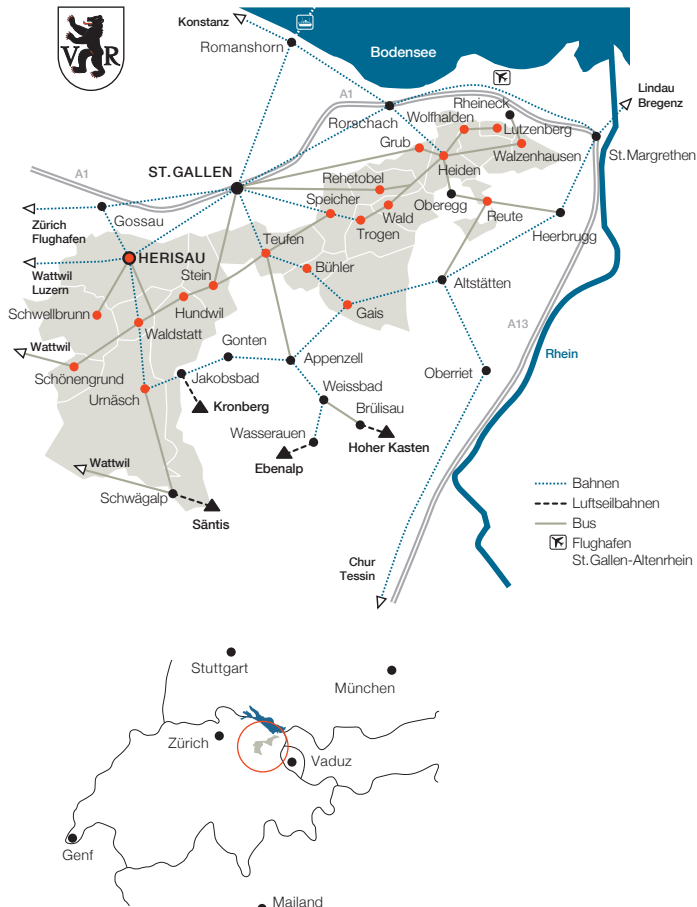 Konstanz
Romanshorn
V R
Bodensee
Lindau
Bregenz
A1
Rheineck
Rorschach
Wolfhalden
Lutzenberg
Grub
Walzenhausen
St.Margrethen
A1
ST.GALLEN
Heiden
Rehetobel
Speicher
Wald
Oberegg
Reute
Gossau
Zürich
Flughafen
Trogen
Heerbrugg
Teufen
HERISAU
Bühler
Wattwil
Luzern
Stein
Altstätten
Hundwil
Schwellbrunn
Gais
Waldstatt
A13
Wattwil
Gonten
Appenzell
Rhein
Schönengrund
Jakobsbad
Oberriet
Weissbad
Urnäsch
Kronberg
Brülisau
Wasserauen
Hoher Kasten
Ebenalp
Wattwil
Schwägalp
Säntis
Bahnen
Luftseilbahnen
Bus
Flughafen
St.Gallen-Altenrhein
Chur
Tessin
Stuttgart
München
Zürich
Vaduz
Genf
Mailand